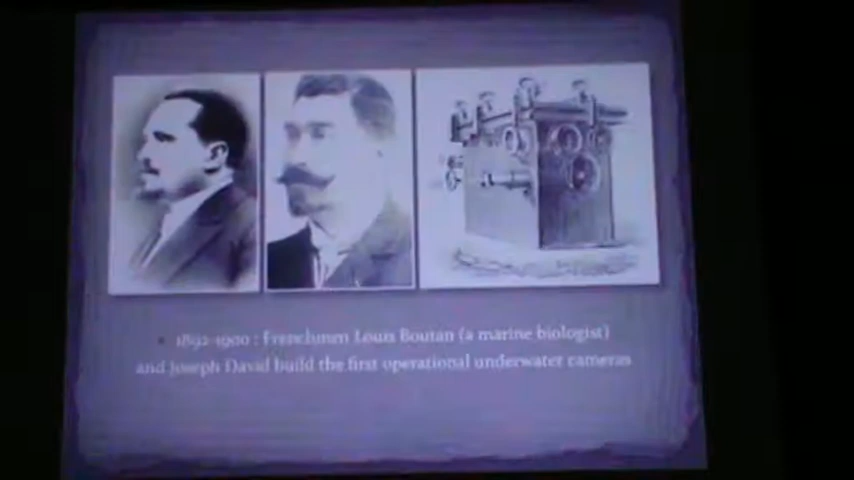 1892-1900 : Frenchmen Louis Boutan (a marine biologist)
and Joseph David build the first operational underwater cameras